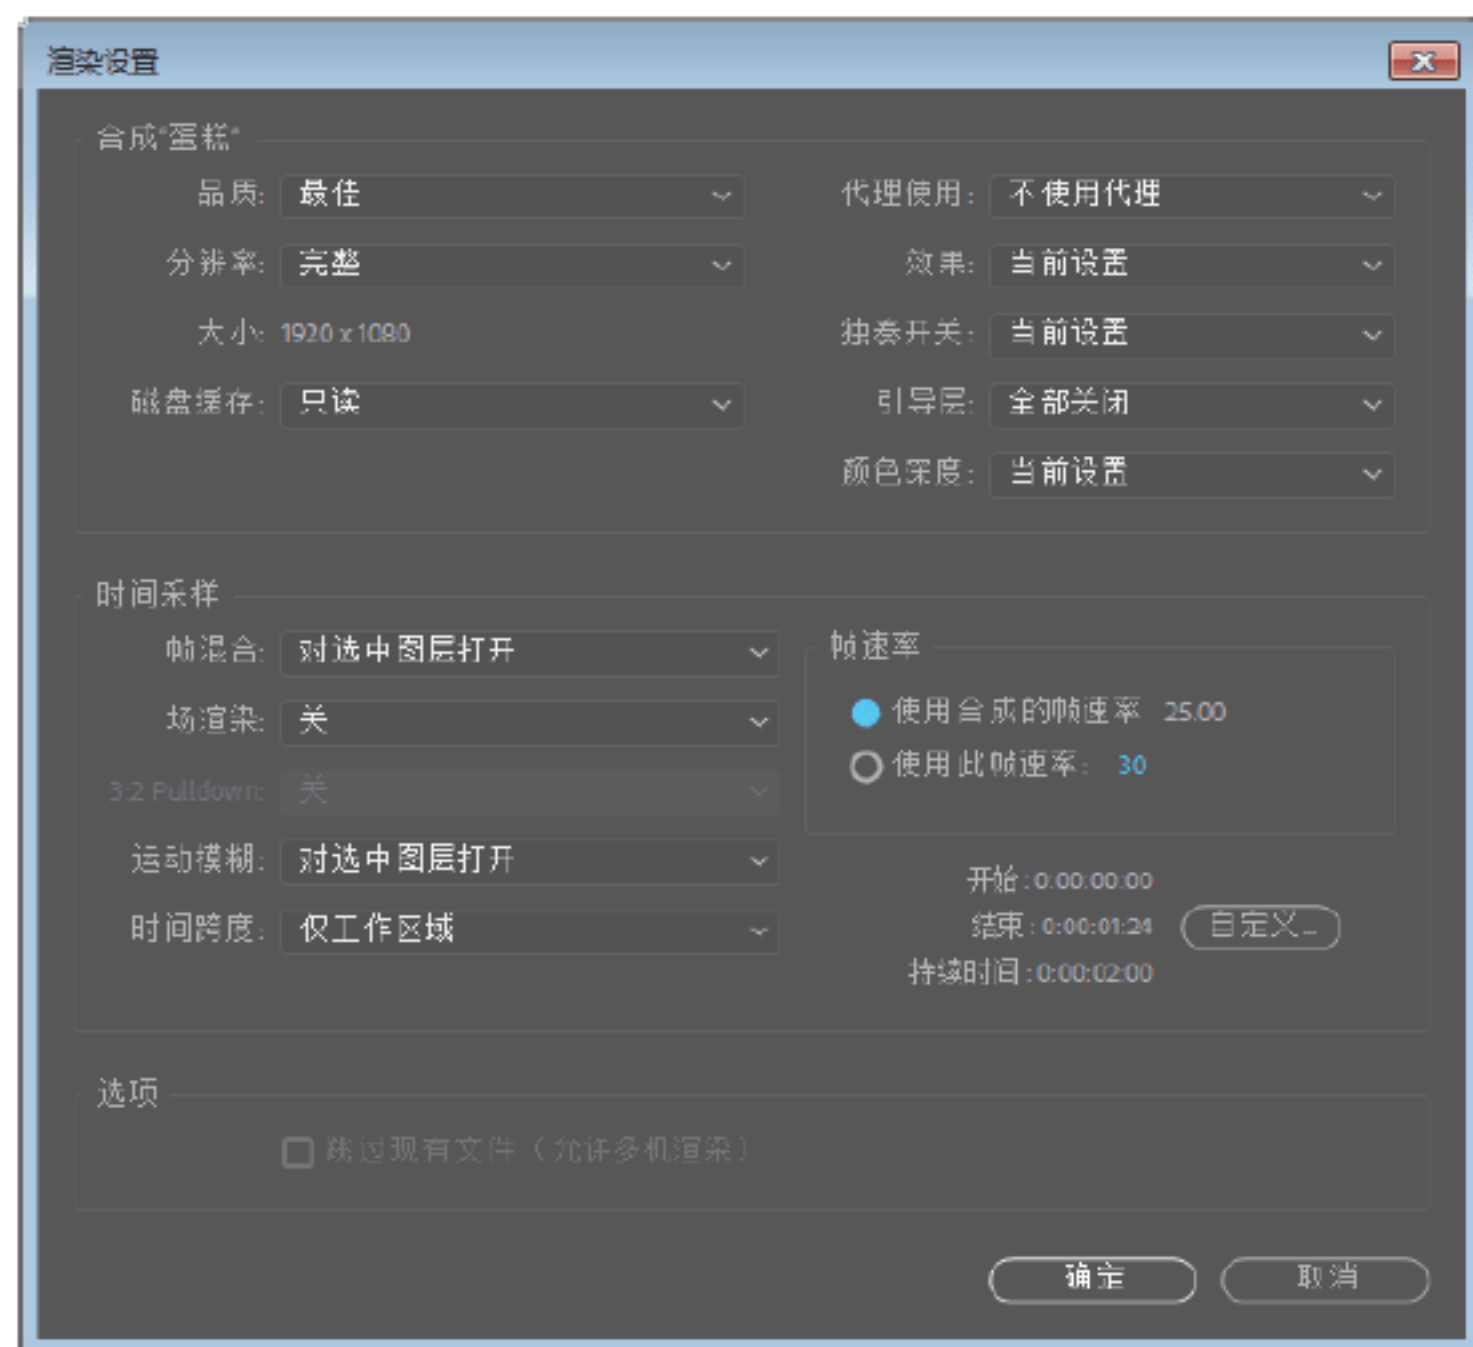 渲染设置
合成"蛋糕"
品质: 最佳
代理使用: 不使用代理
分辨率: 完整
效果: 当前设置
大小: 1920 x 1080
独奏开关: 当前设置
磁盘缓存: 只读
引导层: 全部关闭
颜色深度: 当前设置
时间采样
帧混合: 对选中图层打开
帧速率
场渲染: 关
使用合成的帧速率 25.00
3:2 Pulldown: 关
使用此帧速率: 30
运动模糊: 对选中图层打开
开始: 0:00:00:00
时间跨度: 仅工作区域
结束: 0:00:01:24 自定义...
持续时间: 0:00:02:00
选项
跳过现有文件（允许多机渲染）
确定 取消